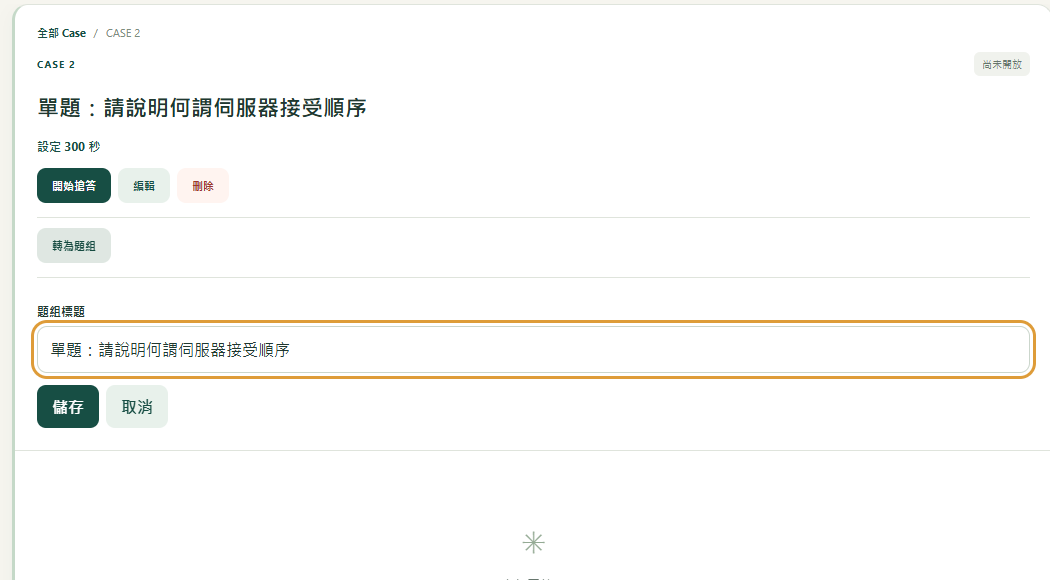 全部 Case / CASE 2
CASE 2
尚未開放
單題：請說明何謂伺服器接受順序
設定 300 秒
開始搶答 編輯 刪除
轉為題組
題組標題
單題：請說明何謂伺服器接受順序
儲存 取消